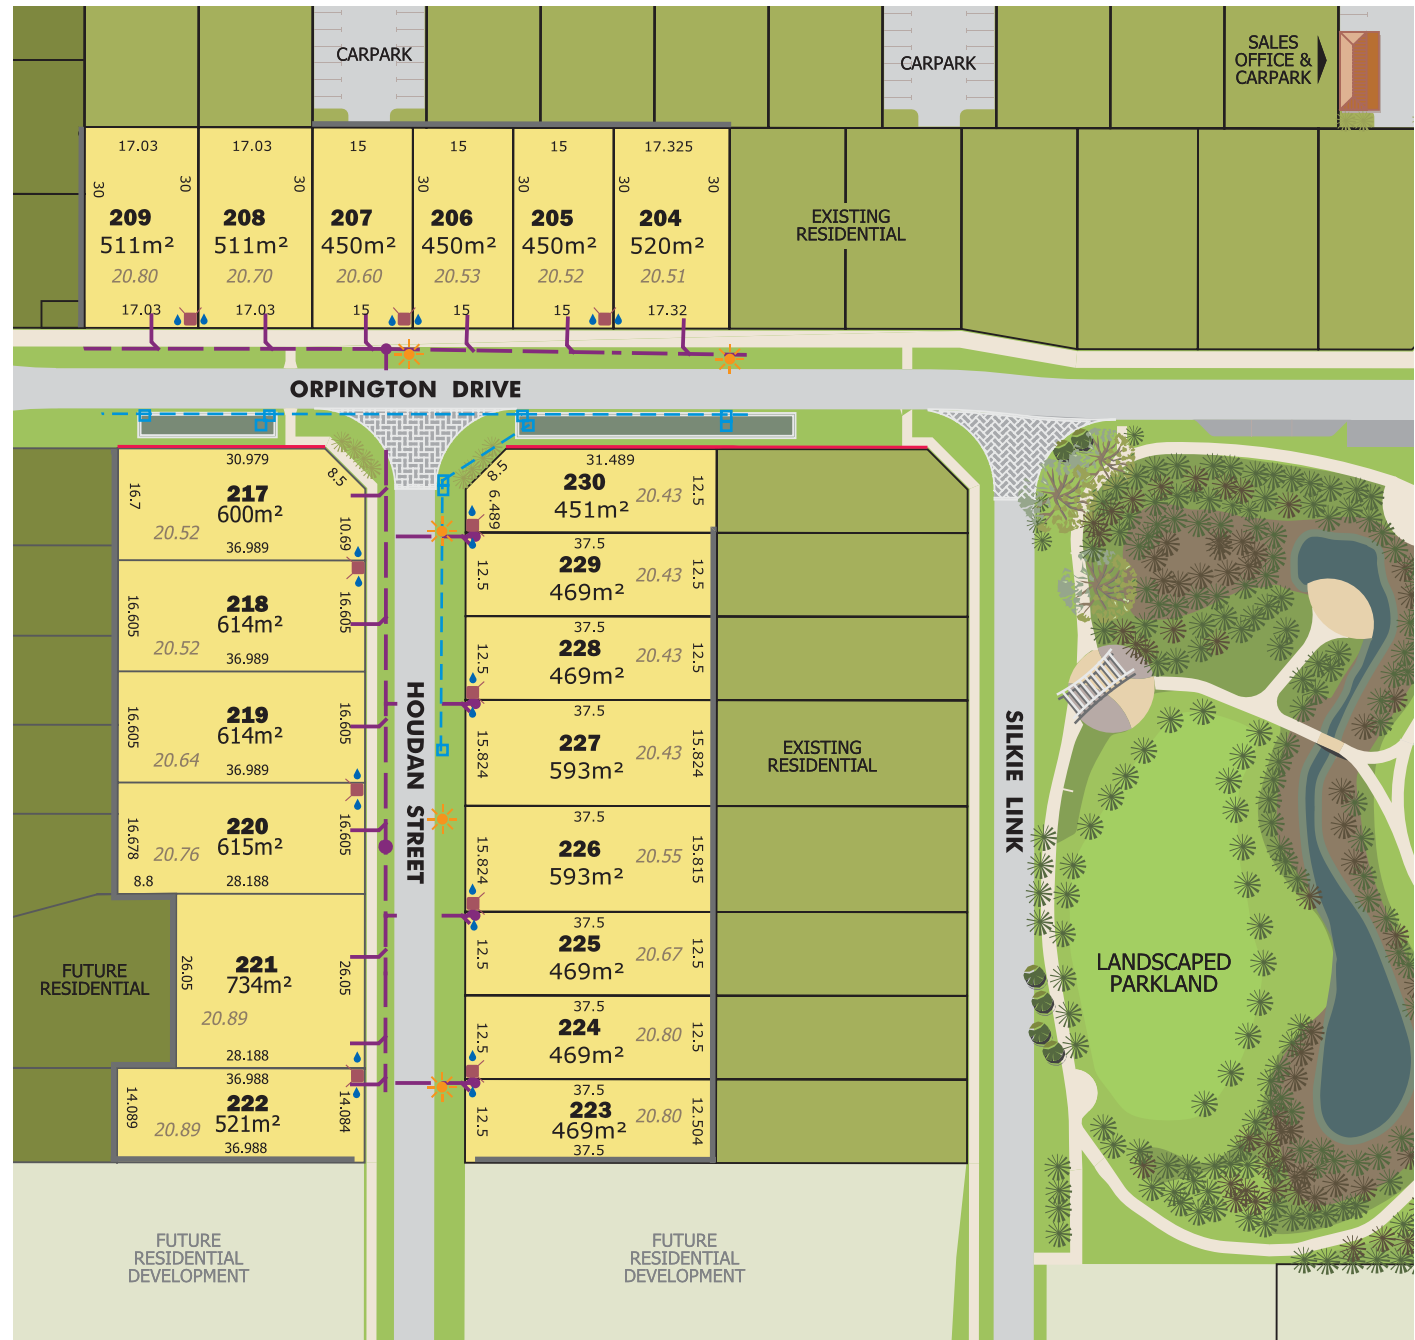 CARPARK
CARPARK
SALES
OFFICE &
CARPARK
17.03
17.03
15
15
15
17.325
30
30
30
30
30
30
30
209
511m²
20.80
17.03
208
511m²
20.70
17.03
207
450m²
20.60
15
206
450m²
20.53
15
205
450m²
20.52
15
204
520m²
20.51
17.32
EXISTING
RESIDENTIAL
ORPINGTON DRIVE
30.979
8.5
16.7
217
600m²
20.52
10.69
36.989
16.605
218
614m²
20.52
16.605
36.989
16.605
219
614m²
20.64
16.605
36.989
16.678
220
615m²
20.76
16.605
8.8
28.188
26.05
221
734m²
20.89
26.05
28.188
36.988
14.089
222
521m²
20.89
14.084
36.988
FUTURE
RESIDENTIAL
HOUDAN STREET
8.5
31.489
6.489
230
451m²
20.43
12.5
37.5
12.5
229
469m²
20.43
12.5
37.5
12.5
228
469m²
20.43
12.5
37.5
15.824
227
593m²
20.43
15.824
37.5
15.824
226
593m²
20.55
15.815
37.5
12.5
225
469m²
20.67
12.5
37.5
12.5
224
469m²
20.80
12.5
37.5
12.5
223
469m²
20.80
12.504
37.5
EXISTING
RESIDENTIAL
SILKIE LINK
LANDSCAPED
PARKLAND
FUTURE
RESIDENTIAL
DEVELOPMENT
FUTURE
RESIDENTIAL
DEVELOPMENT